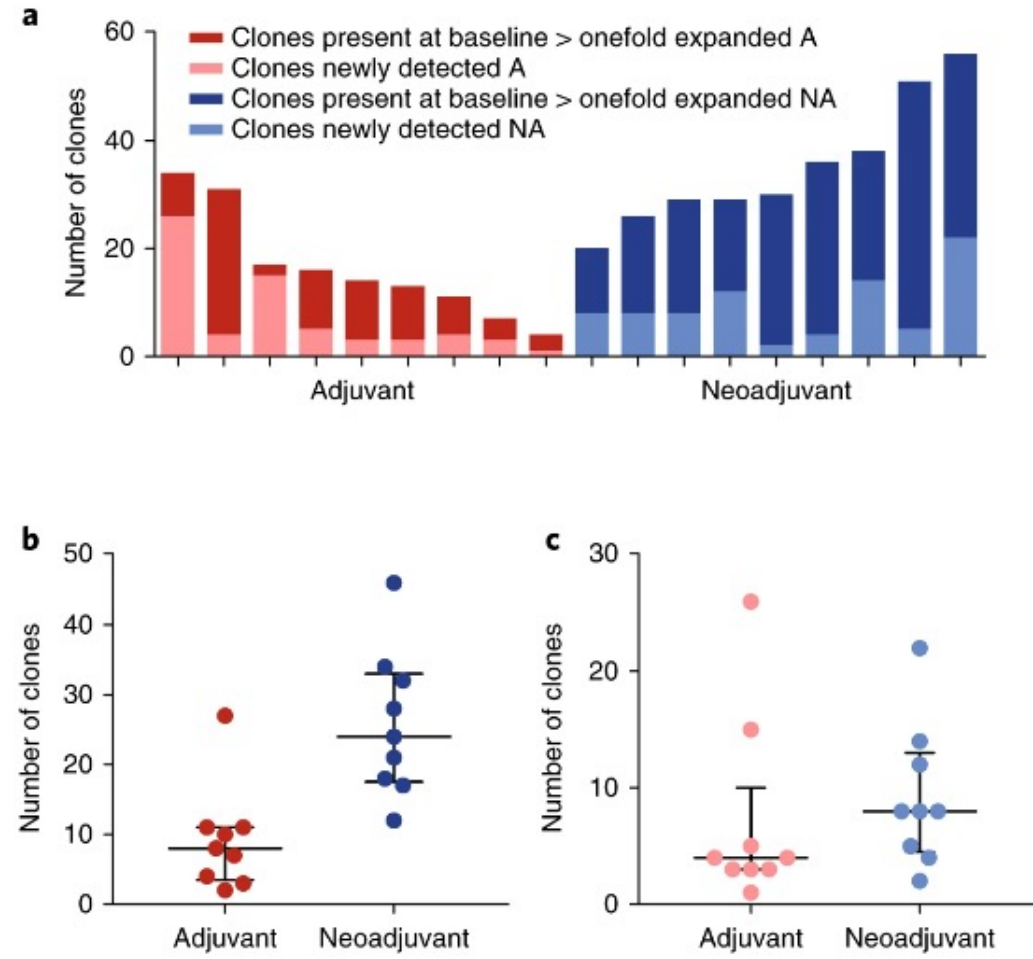 a
60
40
20
0
Number of clones
Clones present at baseline > onefold expanded A
Clones newly detected A
Clones present at baseline > onefold expanded NA
Clones newly detected NA
Adjuvant
Neoadjuvant
b
50
40
30
20
10
0
Number of clones
Adjuvant
Neoadjuvant
c
30
20
10
0
Number of clones
Adjuvant
Neoadjuvant